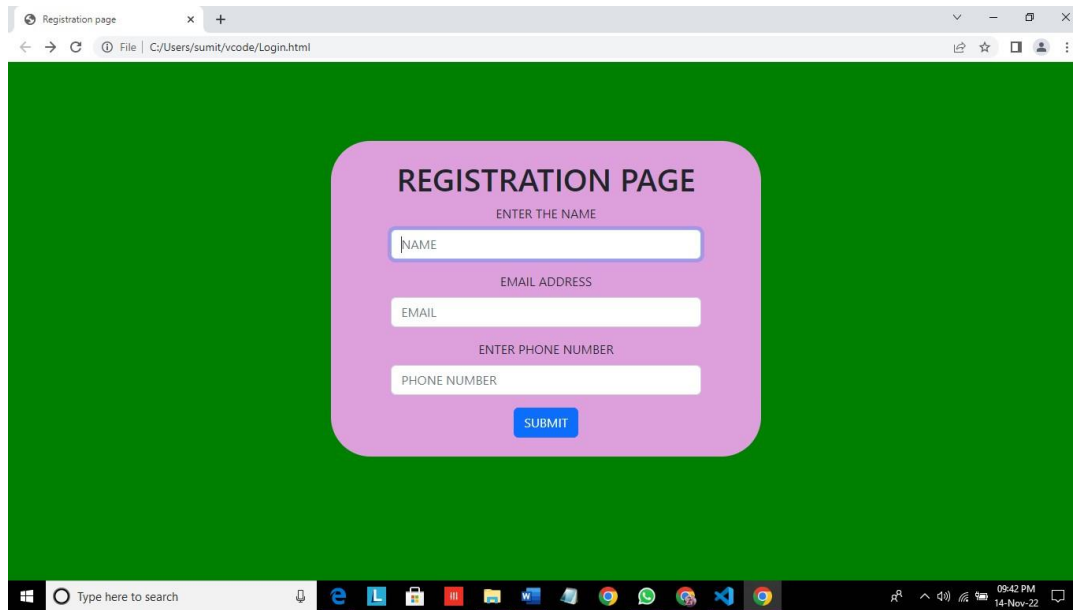 Registration page
File | C:/Users/sumit/vcode/Login.html
REGISTRATION PAGE
ENTER THE NAME
NAME
EMAIL ADDRESS
EMAIL
ENTER PHONE NUMBER
PHONE NUMBER
SUBMIT
Type here to search
09:42 PM
14-Nov-22